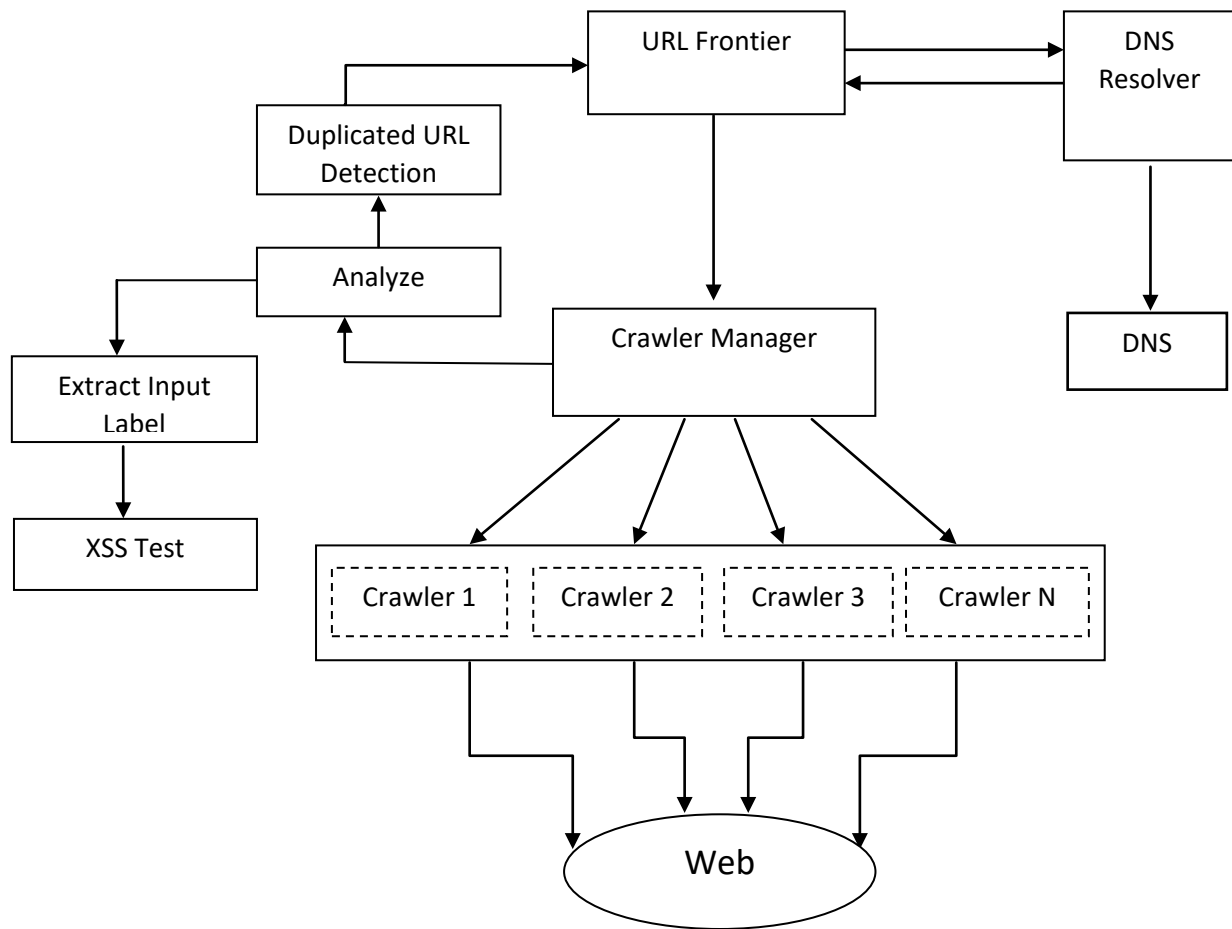 URL Frontier
DNS
Resolver
Duplicated URL
Detection
Analyze
Crawler Manager
DNS
Extract Input
Label
XSS Test
Crawler 1
Crawler 2
Crawler 3
Crawler N
Web